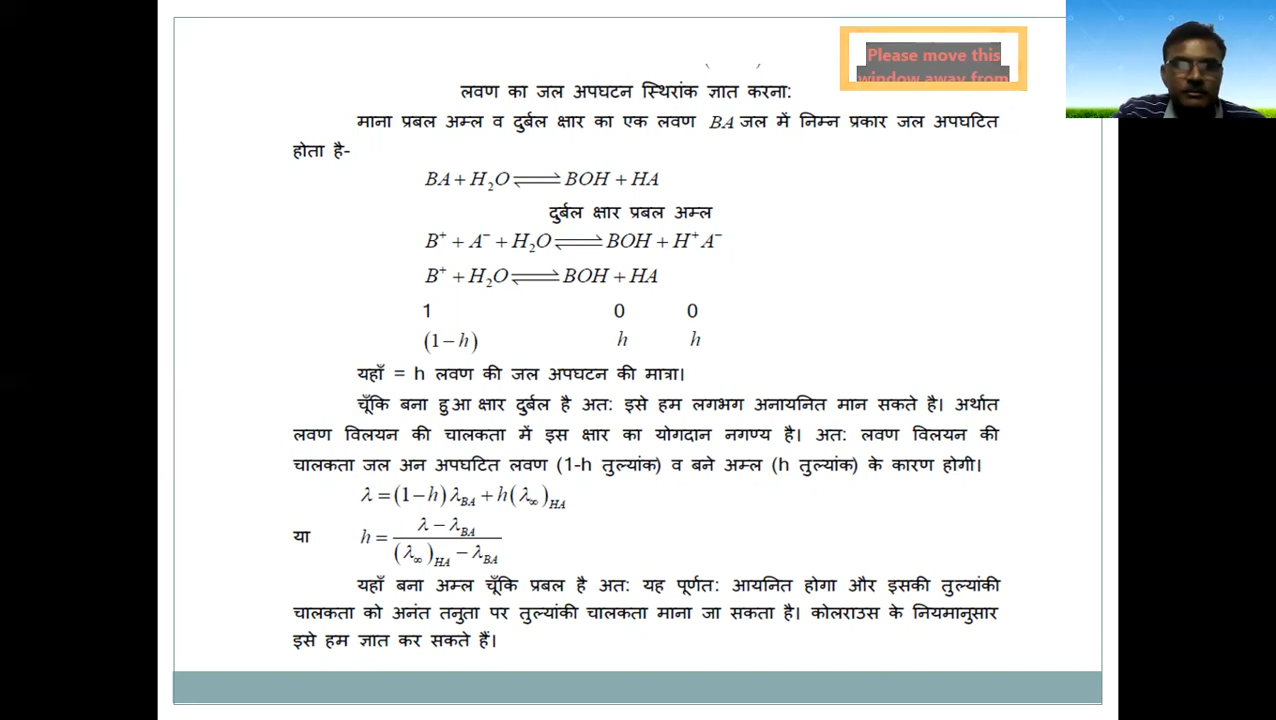 Please move this
window away from
लवण का जल अपघटन स्थिरांक ज्ञात करना:
माना प्रबल अम्ल व दुर्बल क्षार का एक लवण BA जल में निम्न प्रकार जल अपघटित
होता है-
BA + H₂O ⇌ BOH + HA
दुर्बल क्षार प्रबल अम्ल
B⁺ + A⁻ + H₂O ⇌ BOH + H⁺A⁻
B⁺ + H₂O ⇌ BOH + HA
1 0 0
(1 − h) h h
यहाँ = h लवण की जल अपघटन की मात्रा।
चूँकि बना हुआ क्षार दुर्बल है अत: इसे हम लगभग अनायनित मान सकते है। अर्थात
लवण विलयन की चालकता में इस क्षार का योगदान नगण्य है। अत: लवण विलयन की
चालकता जल अन अपघटित लवण (1-h तुल्यांक) व बने अम्ल (h तुल्यांक) के कारण होगी।
λ = (1 − h) λ_BA + h(λ∞)_HA
या h = (λ − λ_BA) / ((λ∞)_HA − λ_BA)
यहाँ बना अम्ल चूँकि प्रबल है अत: यह पूर्णत: आयनित होगा और इसकी तुल्यांकी
चालकता को अनंत तनुता पर तुल्यांकी चालकता माना जा सकता है। कोलराउस के नियमानुसार
इसे हम ज्ञात कर सकते हैं।